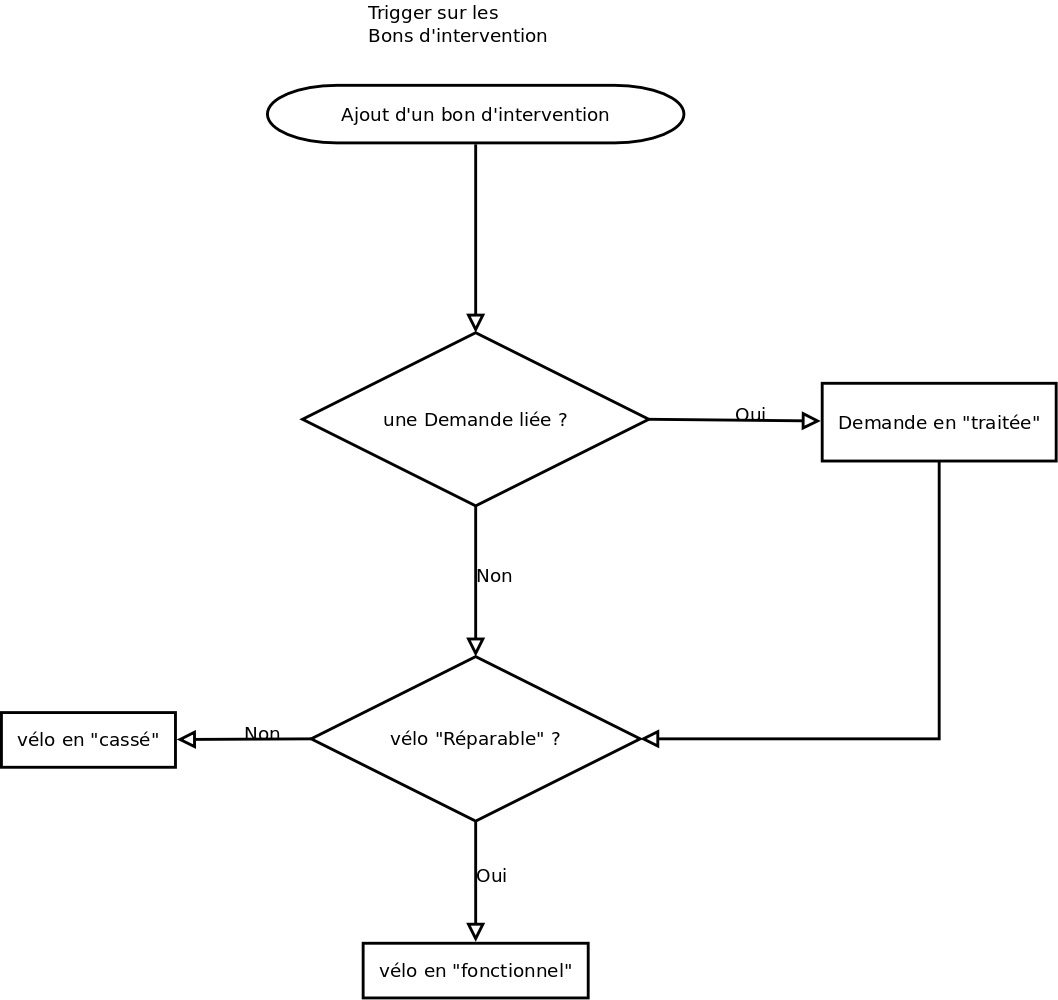 Trigger sur les
Bons d'intervention
Ajout d'un bon d'intervention
une Demande liée ?
Oui
Demande en "traitée"
Non
vélo "Réparable" ?
Non
vélo en "cassé"
Oui
vélo en "fonctionnel"